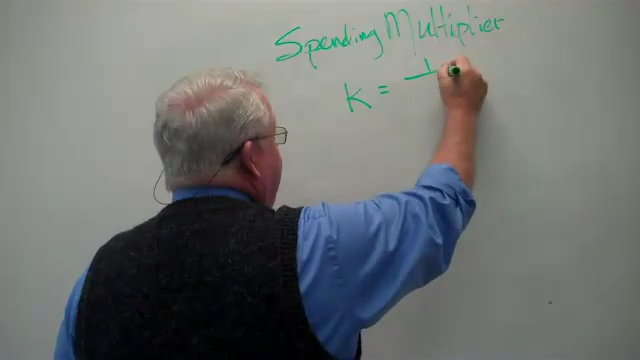 Spending Multiplier
K = 1